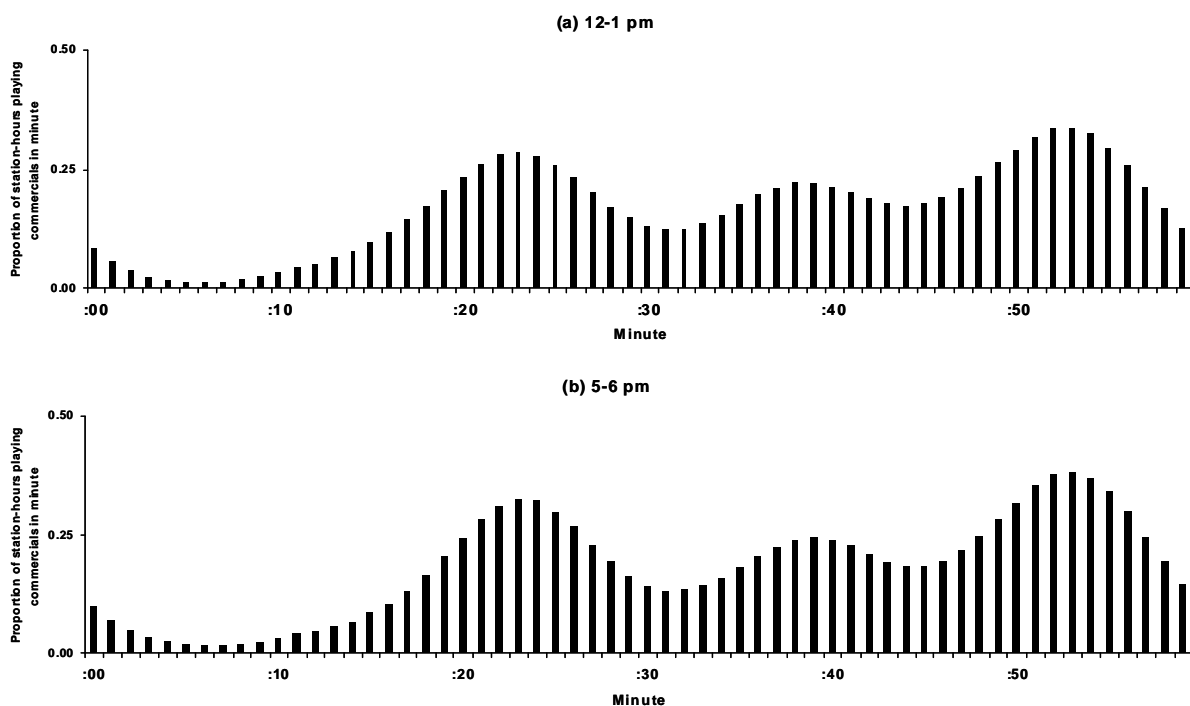 (a) 12-1 pm
Proportion of station-hours playing
commercials in minute
0.50
0.25
0.00
:00 :10 :20 :30 :40 :50
Minute
(b) 5-6 pm
Proportion of station-hours playing
commercials in minute
0.50
0.25
0.00
:00 :10 :20 :30 :40 :50
Minute